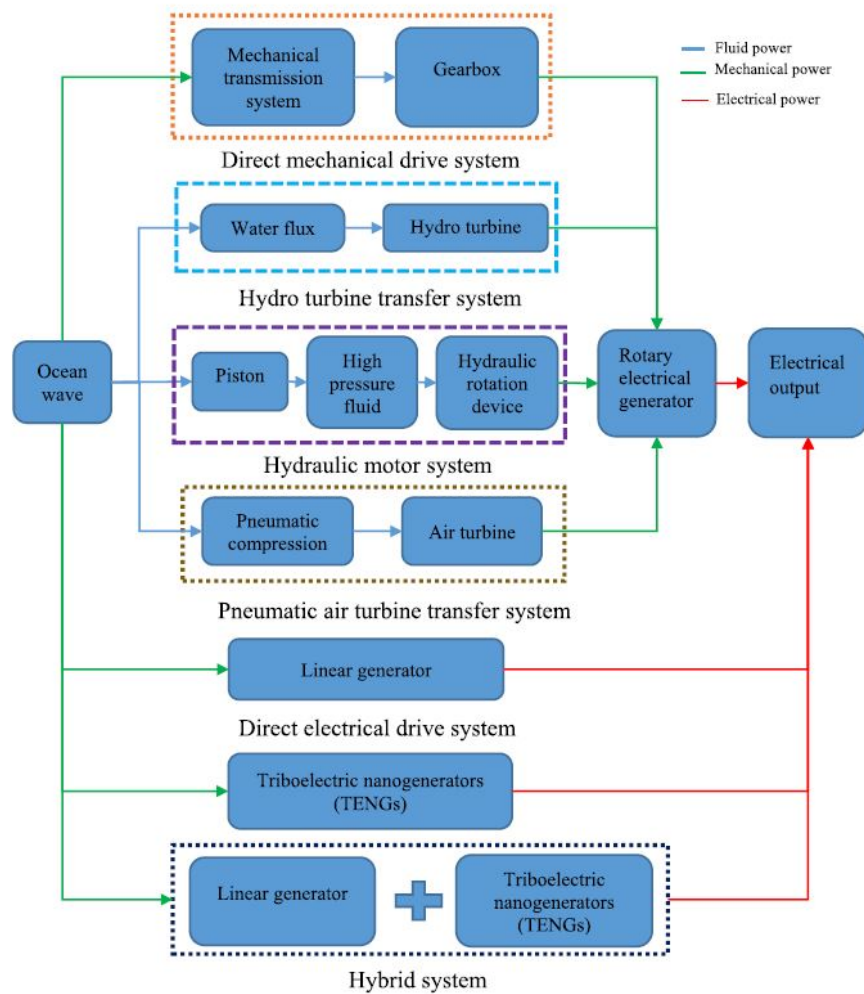 Fluid power
Mechanical power
Electrical power
Mechanical
transmission
system
Gearbox
Direct mechanical drive system
Water flux
Hydro turbine
Hydro turbine transfer system
Ocean
wave
Piston
High
pressure
fluid
Hydraulic
rotation
device
Rotary
electrical
generator
Electrical
output
Hydraulic motor system
Pneumatic
compression
Air turbine
Pneumatic air turbine transfer system
Linear generator
Direct electrical drive system
Triboelectric nanogenerators
(TENGs)
Linear generator
Triboelectric
nanogenerators
(TENGs)
Hybrid system